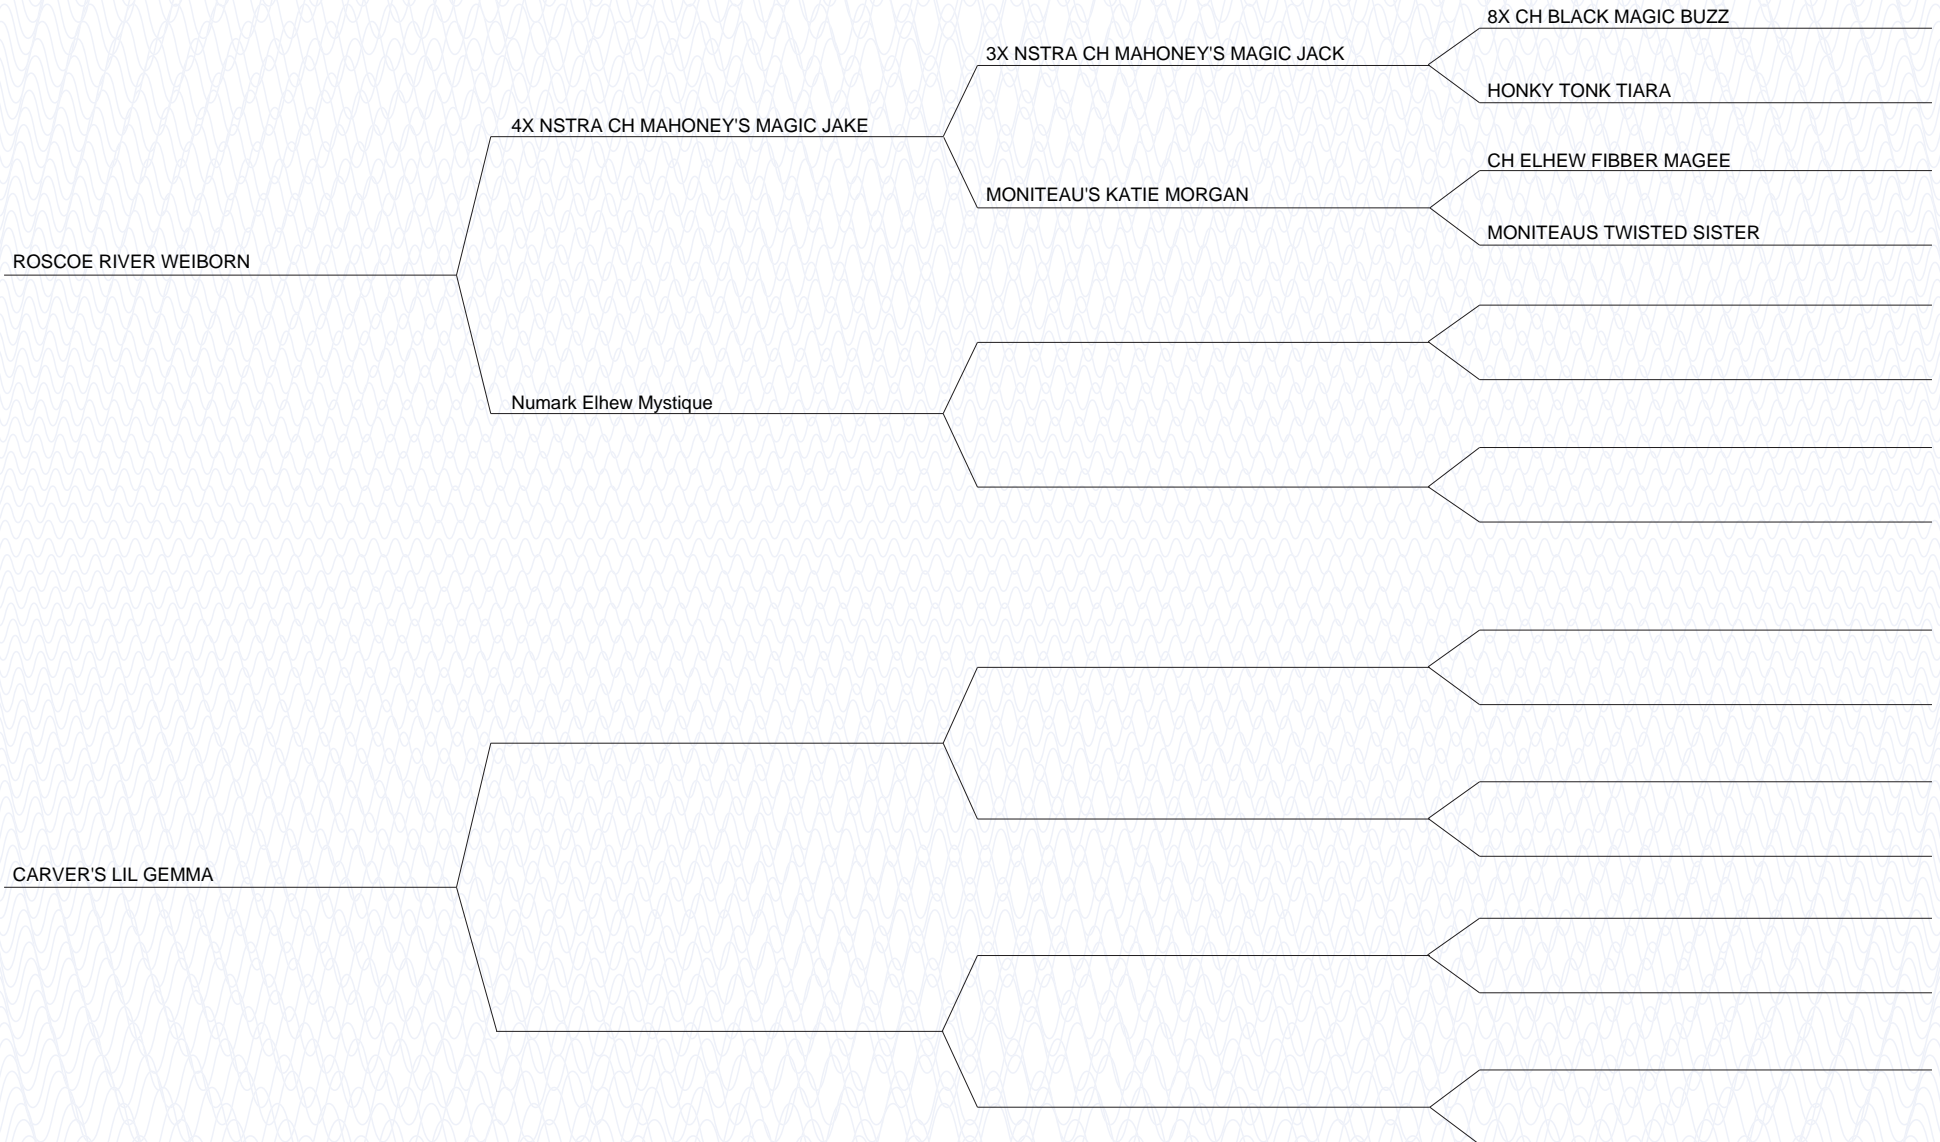 8X CH BLACK MAGIC BUZZ
3X NSTRA CH MAHONEY'S MAGIC JACK
HONKY TONK TIARA
4X NSTRA CH MAHONEY'S MAGIC JAKE
CH ELHEW FIBBER MAGEE
MONITEAU'S KATIE MORGAN
MONITEAUS TWISTED SISTER
ROSCOE RIVER WEIBORN
Numark Elhew Mystique
CARVER'S LIL GEMMA